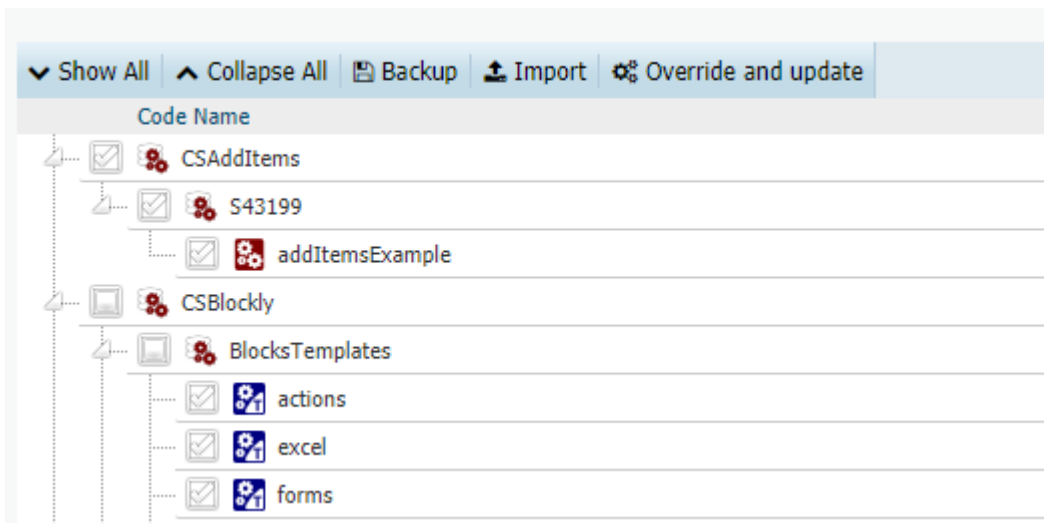 Show All Collapse All Backup Import Override and update
Code Name
CSAddItems
S43199
addItemsExample
CSBlockly
BlocksTemplates
actions
excel
forms